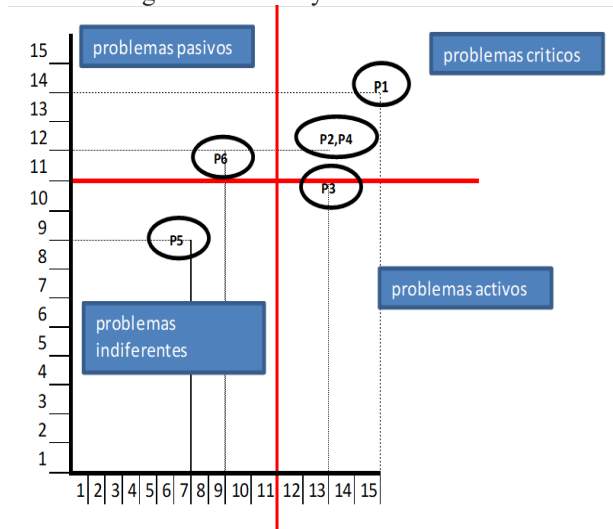 problemas pasivos
problemas criticos
15
14
13
12
11
10
9
8
7
6
5
4
3
2
1
P1
P2,P4
P6
P3
P5
problemas activos
problemas
indiferentes
1 2 3 4 5 6 7 8 9 10 11 12 13 14 15